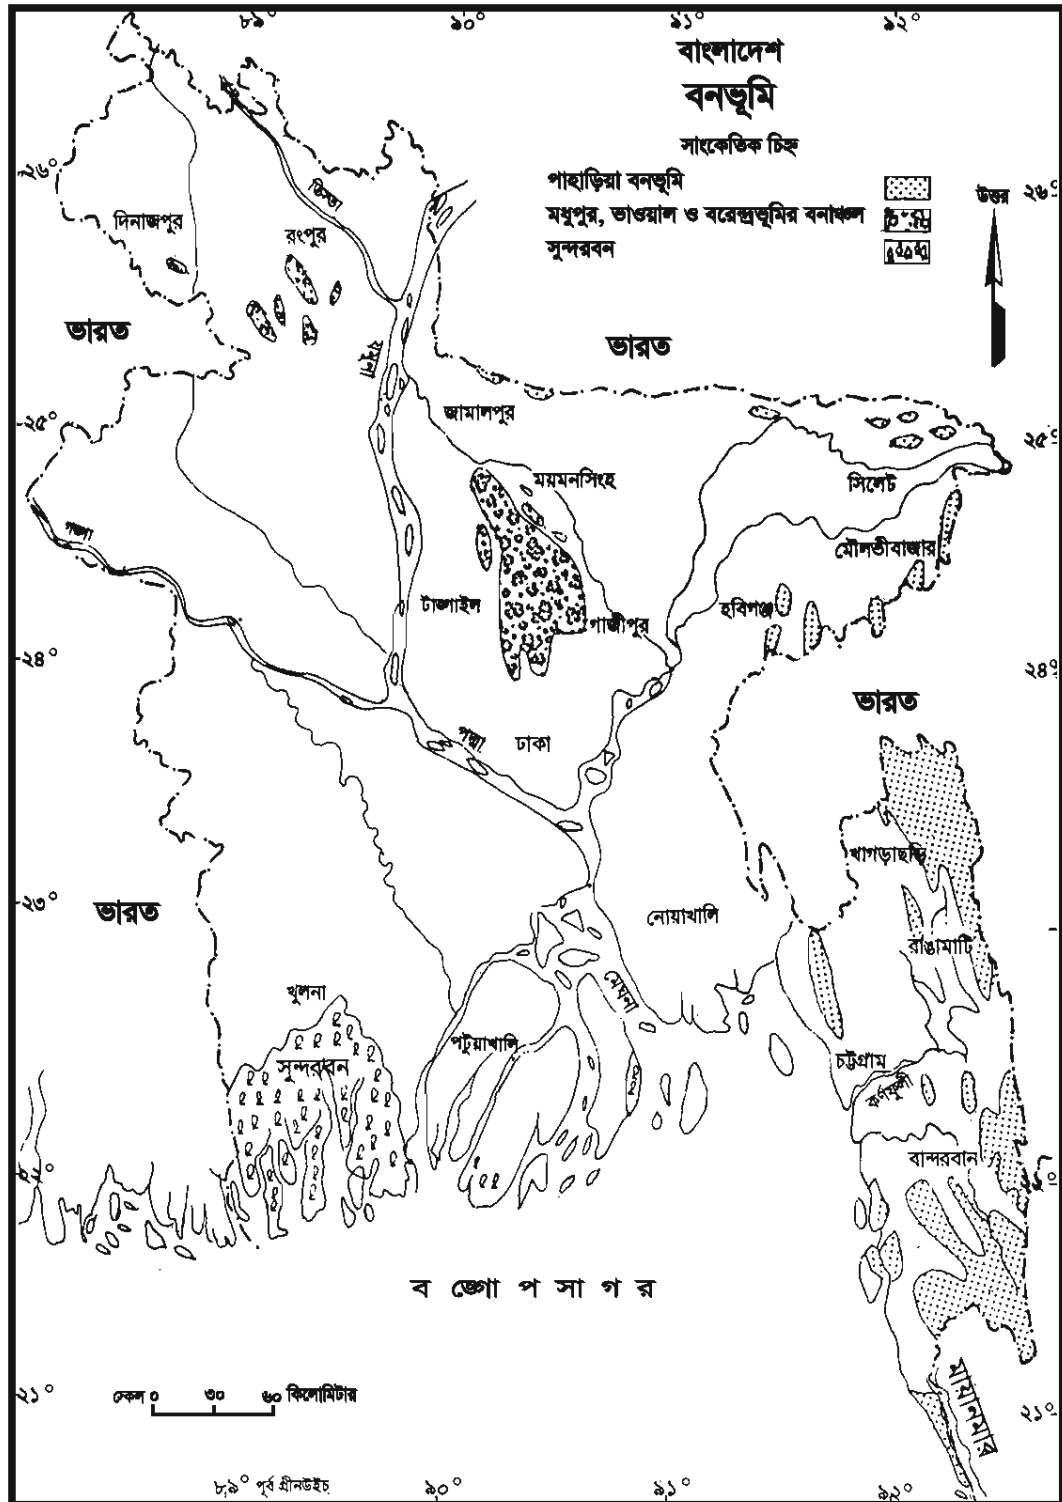 ৮৯° ৯০° ৯১° ৯২°
বাংলাদেশ
বনভূমি
সাংকেতিক চিহ্ন
পাহাড়িয়া বনভূমি
মধুপুর, ভাওয়াল ও বরেন্দ্রভূমির বনাঞ্চল
সুন্দরবন
উত্তর
২৬° ২৬°
তিস্তা
দিনাজপুর
রংপুর
ভারত
ভারত
যমুনা
জামালপুর
২৫° ২৫°
ময়মনসিংহ
সিলেট
গঙ্গা
মৌলভীবাজার
টাঙ্গাইল
হবিগঞ্জ
গাজীপুর
২৪° ২৪°
ভারত
পদ্মা
ঢাকা
খাগড়াছড়ি
২৩°
ভারত
নোয়াখালি
রাঙামাটি
খুলনা
মেঘনা
পটুয়াখালি
সুন্দরবন
চট্টগ্রাম
কর্ণফুলী
বান্দরবান
২২° ২২°
ব ঙ্গো প সা গ র
মায়ানমার
স্কেল ০ ৩০ ৬০ কিলোমিটার
২১° ২১°
৮৯° পূর্ব গ্রীনউইচ ৯০° ৯১° ৯২°